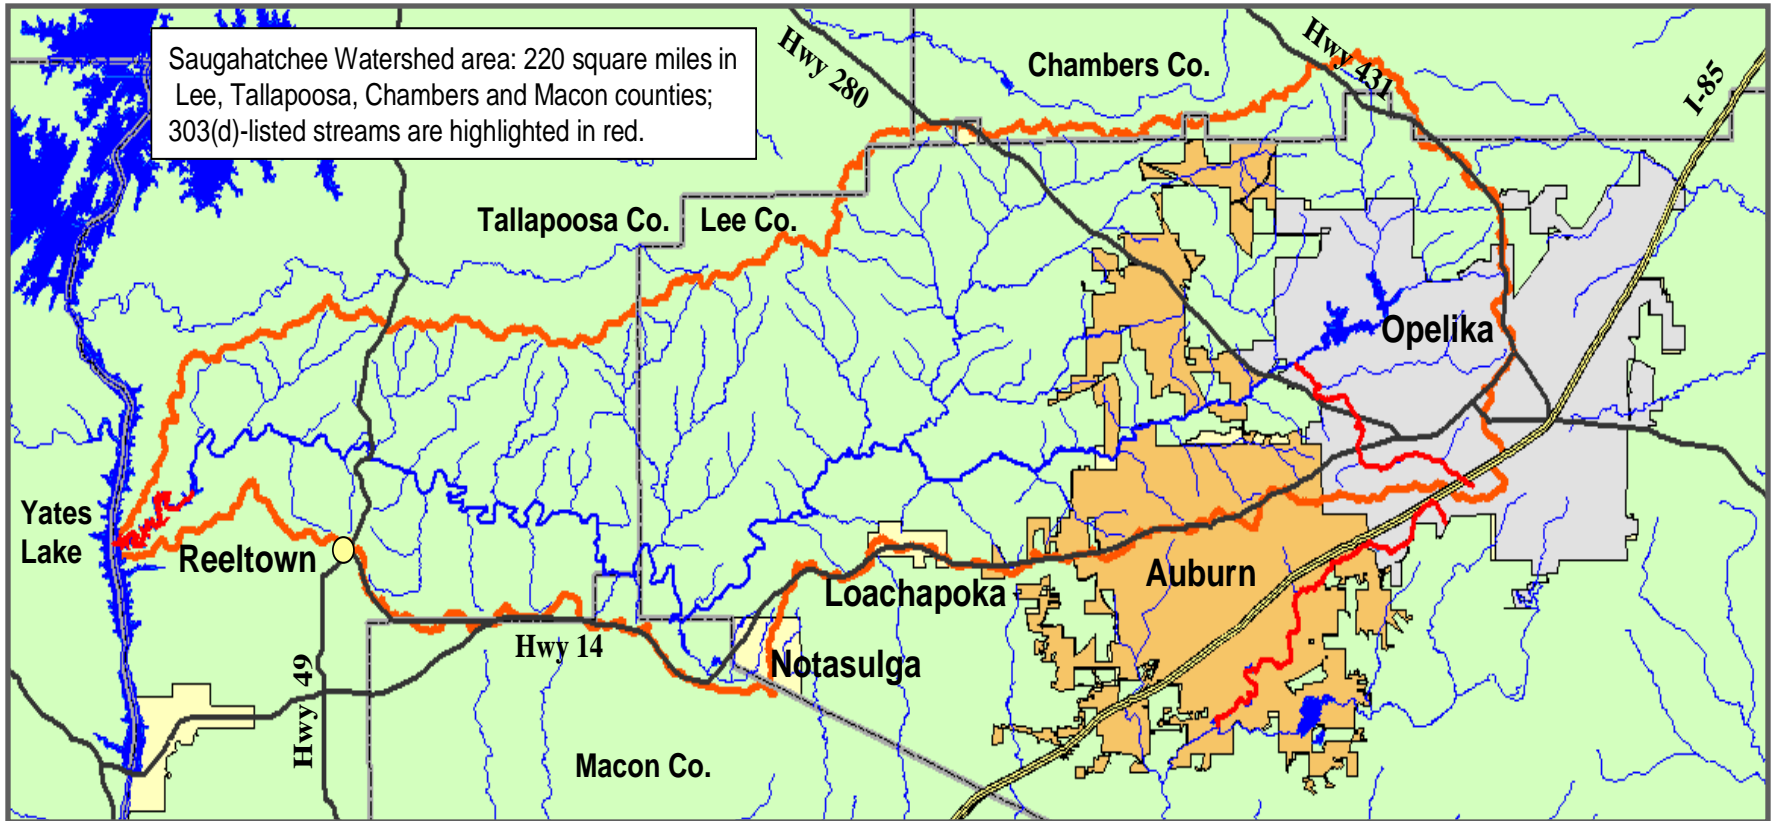 Saugahatchee Watershed area: 220 square miles in
Lee, Tallapoosa, Chambers and Macon counties;
303(d)-listed streams are highlighted in red.
Hwy 280
Chambers Co.
Hwy 431
I-85
Tallapoosa Co.
Lee Co.
Opelika
Yates
Lake
Reeltown
Loachapoka
Auburn
Hwy 14
Notasulga
Hwy 49
Macon Co.